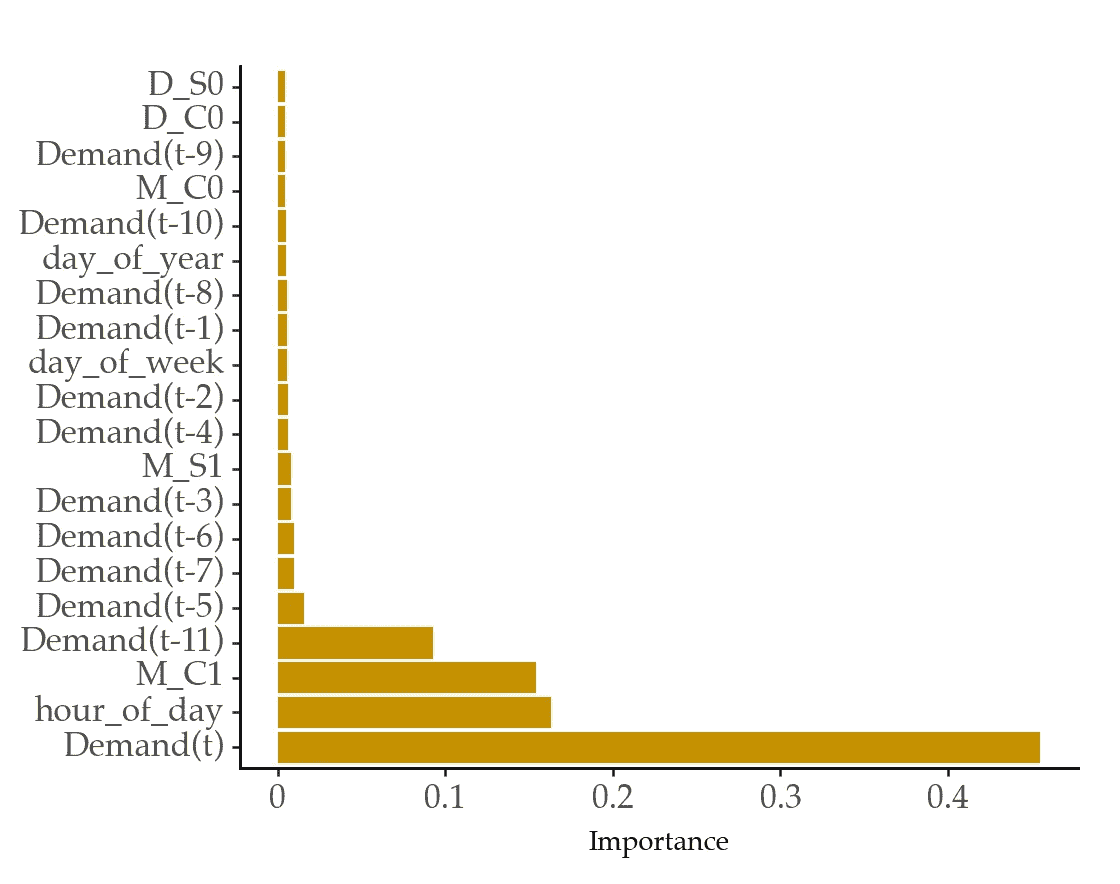 D_S0
D_C0
Demand(t-9)
M_C0
Demand(t-10)
day_of_year
Demand(t-8)
Demand(t-1)
day_of_week
Demand(t-2)
Demand(t-4)
M_S1
Demand(t-3)
Demand(t-6)
Demand(t-7)
Demand(t-5)
Demand(t-11)
M_C1
hour_of_day
Demand(t)
0 0.1 0.2 0.3 0.4
Importance